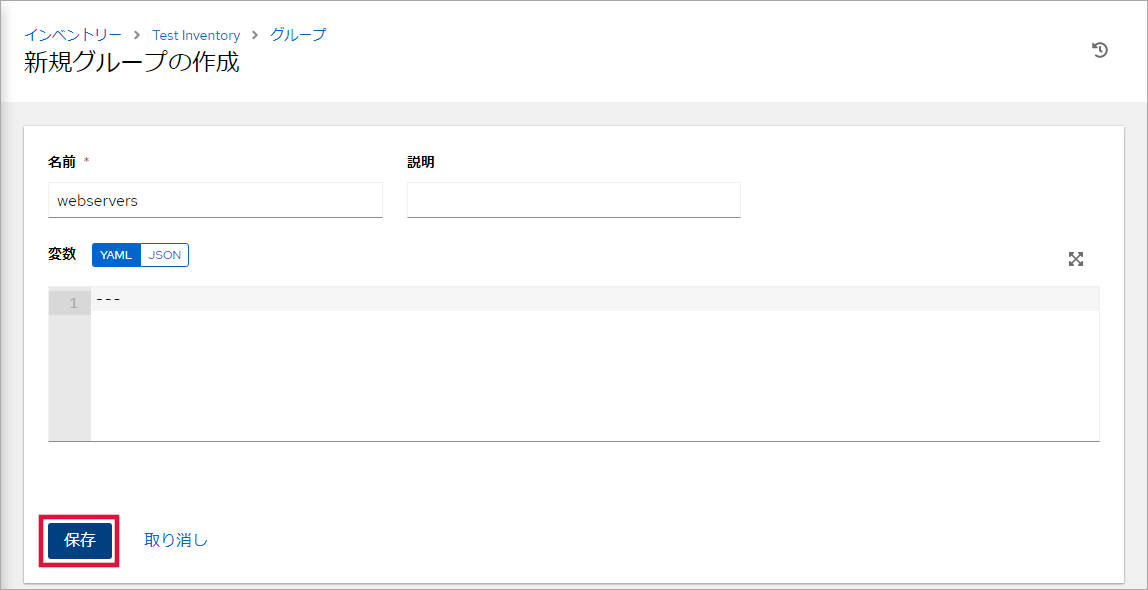 インベントリー > Test Inventory > グループ
新規グループの作成
名前 *
説明
webservers
変数 YAML JSON
1 ---
保存 取り消し